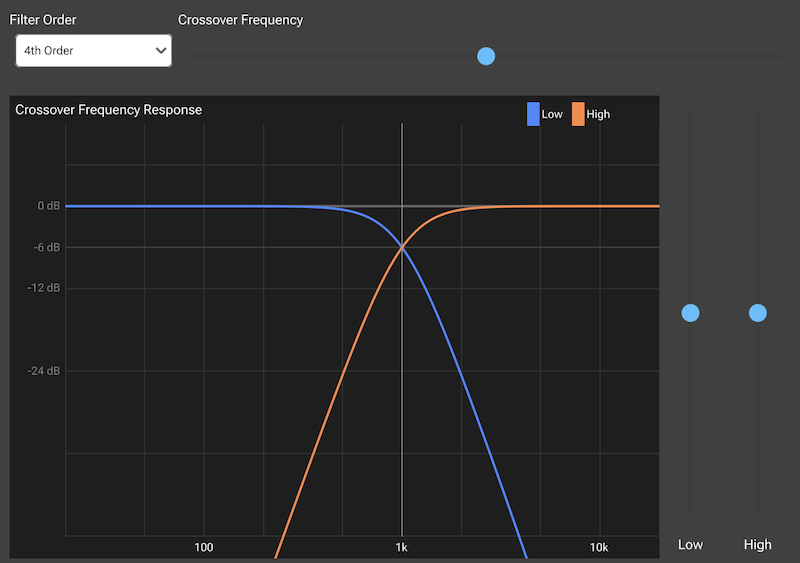 Filter Order
Crossover Frequency
4th Order
Crossover Frequency Response
Low
High
0 dB
-6 dB
-12 dB
-24 dB
100
1k
10k
Low
High